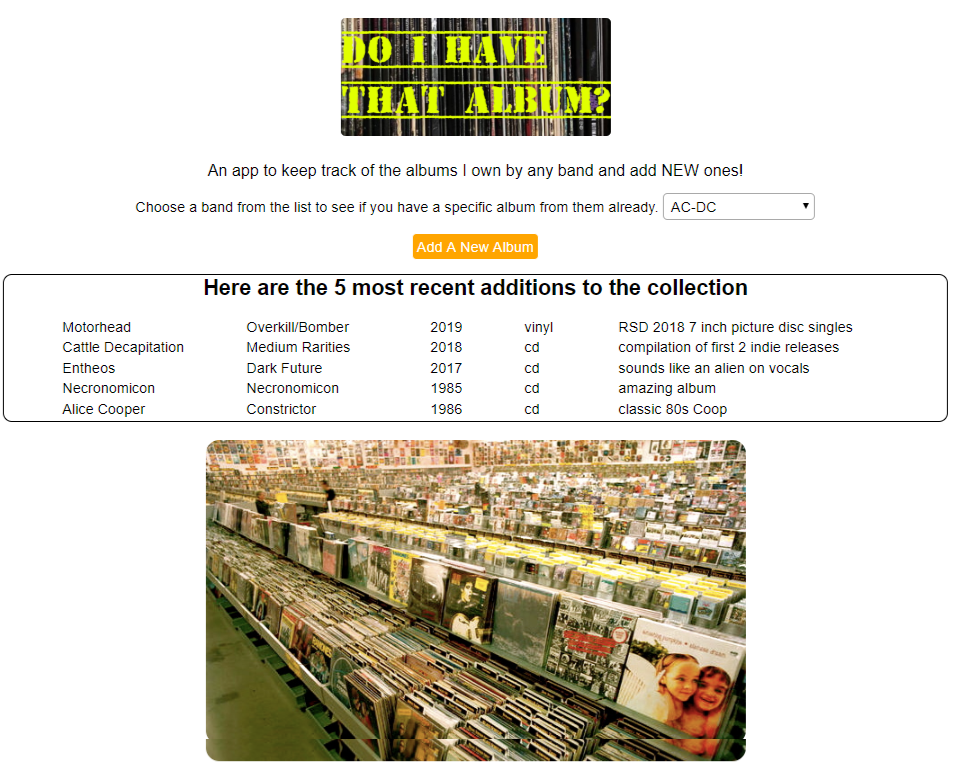 DO I HAVE
THAT ALBUM?
An app to keep track of the albums I own by any band and add NEW ones!
Choose a band from the list to see if you have a specific album from them already. AC-DC
Add A New Album
Here are the 5 most recent additions to the collection
Motorhead Overkill/Bomber 2019 vinyl RSD 2018 7 inch picture disc singles
Cattle Decapitation Medium Rarities 2018 cd compilation of first 2 indie releases
Entheos Dark Future 2017 cd sounds like an alien on vocals
Necronomicon Necronomicon 1985 cd amazing album
Alice Cooper Constrictor 1986 cd classic 80s Coop